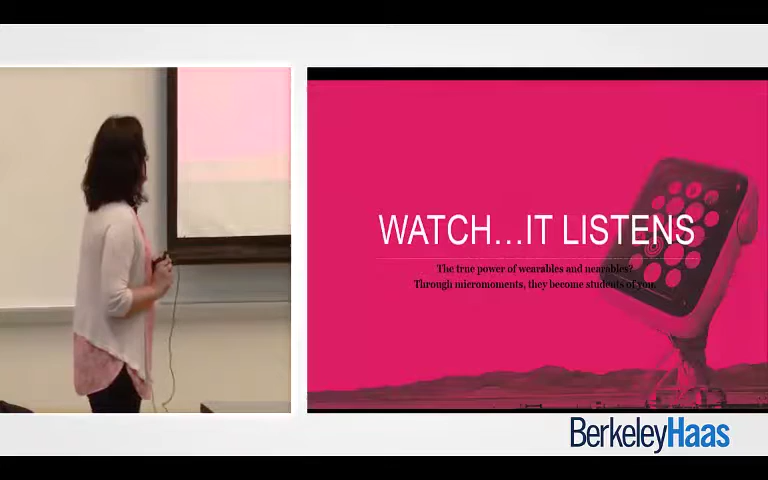 WATCH...IT LISTENS
The true power of wearables and nearables?
Through micromoments, they become students of you.
BerkeleyHaas